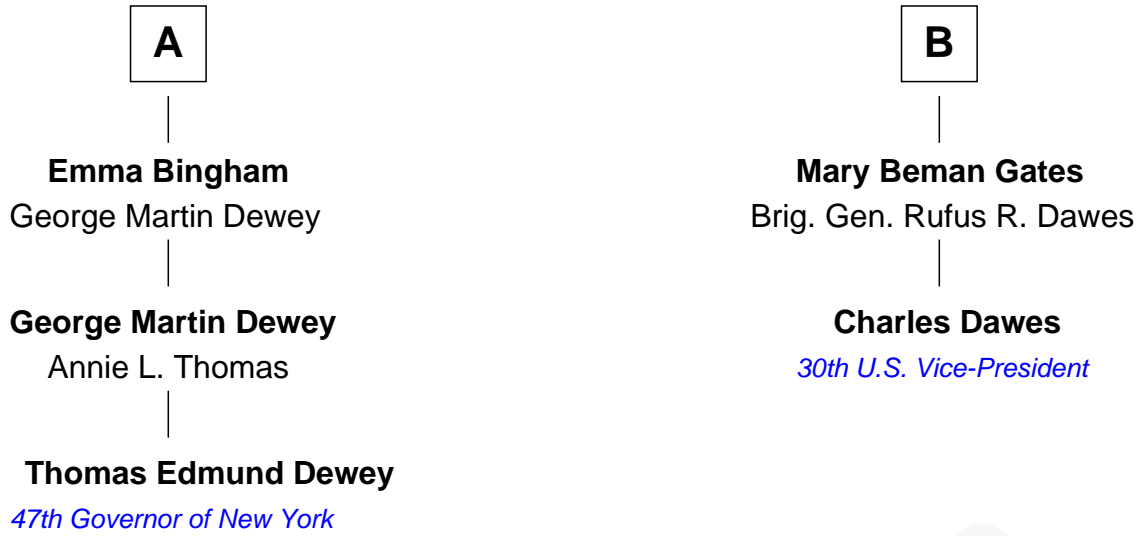 A
Emma Bingham
George Martin Dewey
George Martin Dewey
Annie L. Thomas
Thomas Edmund Dewey
47th Governor of New York
B
Mary Beman Gates
Brig. Gen. Rufus R. Dawes
Charles Dawes
30th U.S. Vice-President